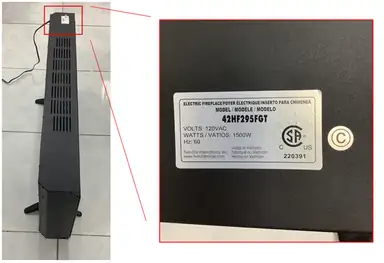 ELECTRIC FIREPLACE/FOYER ÉLECTRIQUE/INSERTO PARA CHIMENEA
MODEL / MODÈLE / MODELO
42HF295FGT
VOLTS: 120VAC
WATTS / VATIOS: 1500W
Hz: 60
C US
220391
C